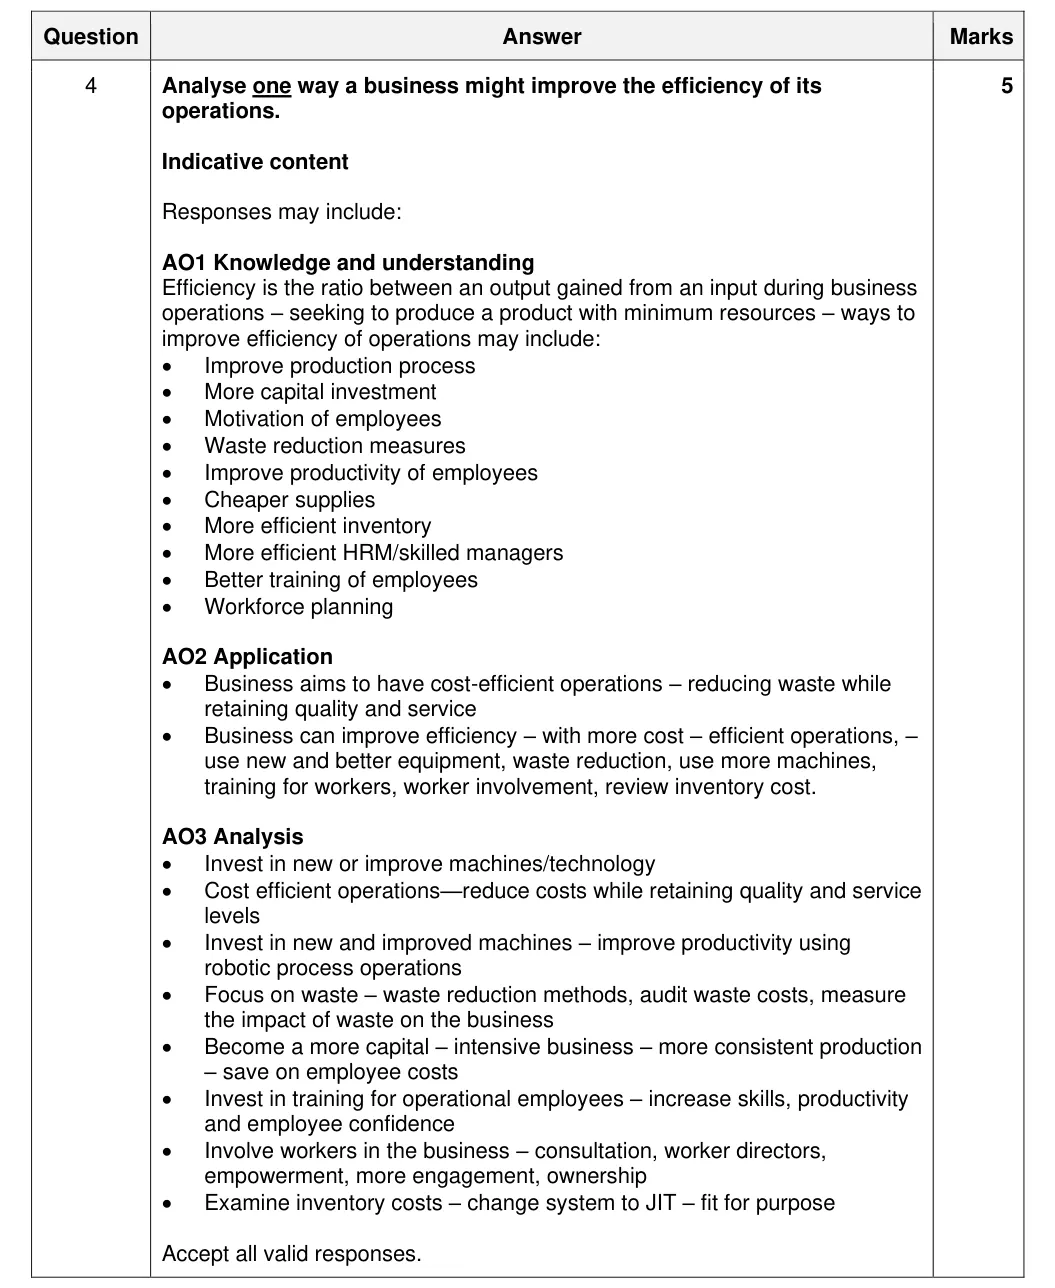 Question Answer Marks
4 Analyse one way a business might improve the efficiency of its 5
operations.
Indicative content
Responses may include:
AO1 Knowledge and understanding
Efficiency is the ratio between an output gained from an input during business
operations – seeking to produce a product with minimum resources – ways to
improve efficiency of operations may include:
• Improve production process
• More capital investment
• Motivation of employees
• Waste reduction measures
• Improve productivity of employees
• Cheaper supplies
• More efficient inventory
• More efficient HRM/skilled managers
• Better training of employees
• Workforce planning
AO2 Application
• Business aims to have cost-efficient operations – reducing waste while
retaining quality and service
• Business can improve efficiency – with more cost – efficient operations, –
use new and better equipment, waste reduction, use more machines,
training for workers, worker involvement, review inventory cost.
AO3 Analysis
• Invest in new or improve machines/technology
• Cost efficient operations—reduce costs while retaining quality and service
levels
• Invest in new and improved machines – improve productivity using
robotic process operations
• Focus on waste – waste reduction methods, audit waste costs, measure
the impact of waste on the business
• Become a more capital – intensive business – more consistent production
– save on employee costs
• Invest in training for operational employees – increase skills, productivity
and employee confidence
• Involve workers in the business – consultation, worker directors,
empowerment, more engagement, ownership
• Examine inventory costs – change system to JIT – fit for purpose
Accept all valid responses.